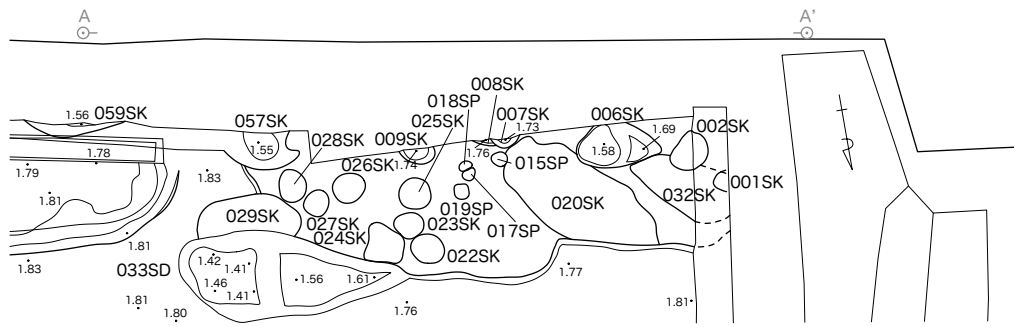 A A'
008SK
018SP
1.56 059SK 025SK 007SK 006SK
057SK 009SK 1.73 1.69 002SK
028SK
1.78 1.55 026SK 1.74 1.76 1.58
1.79 1.83 015SP 001SK
1.81 032SK
029SK 027SK 019SP 020SK
024SK 023SK 017SP
1.81 022SK
1.83 033SD 1.42 1.41 1.77
1.46 1.41 1.56 1.61
1.81 1.80 1.76 1.81